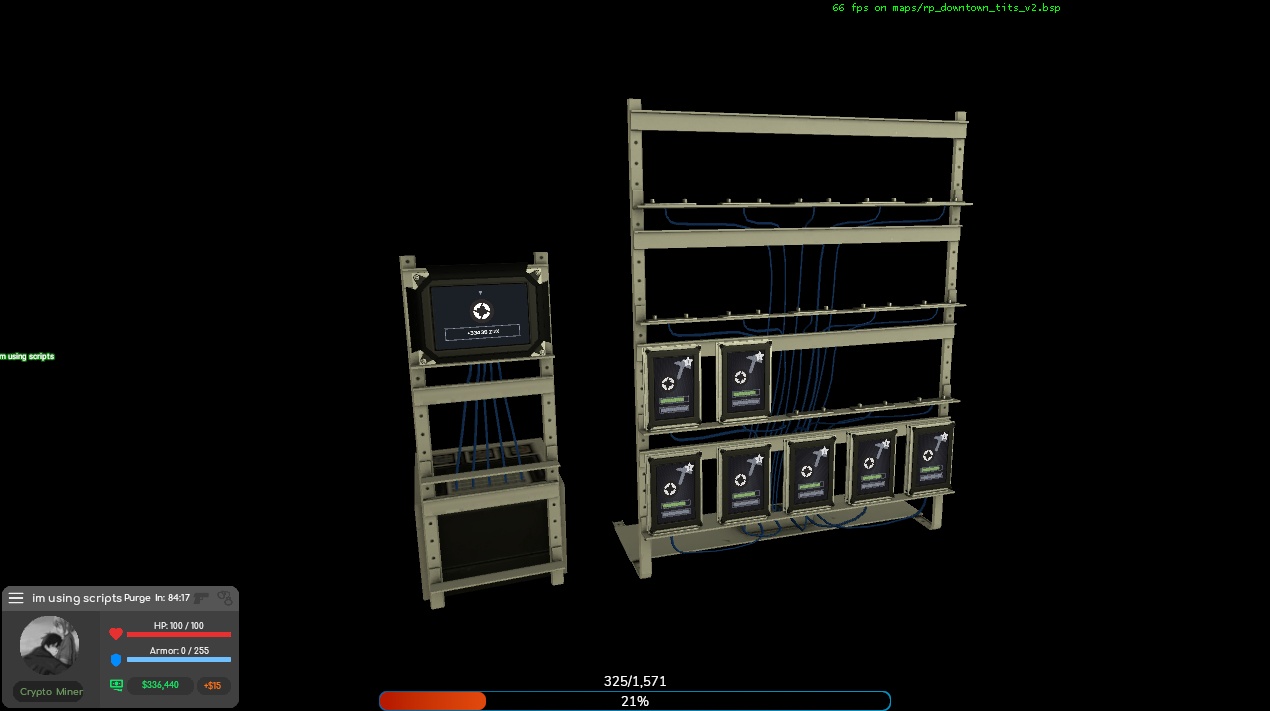 66 fps on maps/rp_downtown_tits_v2.bsp
m using scripts
im using scripts Purge In: 84:17
HP: 100 / 100
Armor: 0 / 255
$336,440 +$15
Crypto Miner
325/1,571
21%